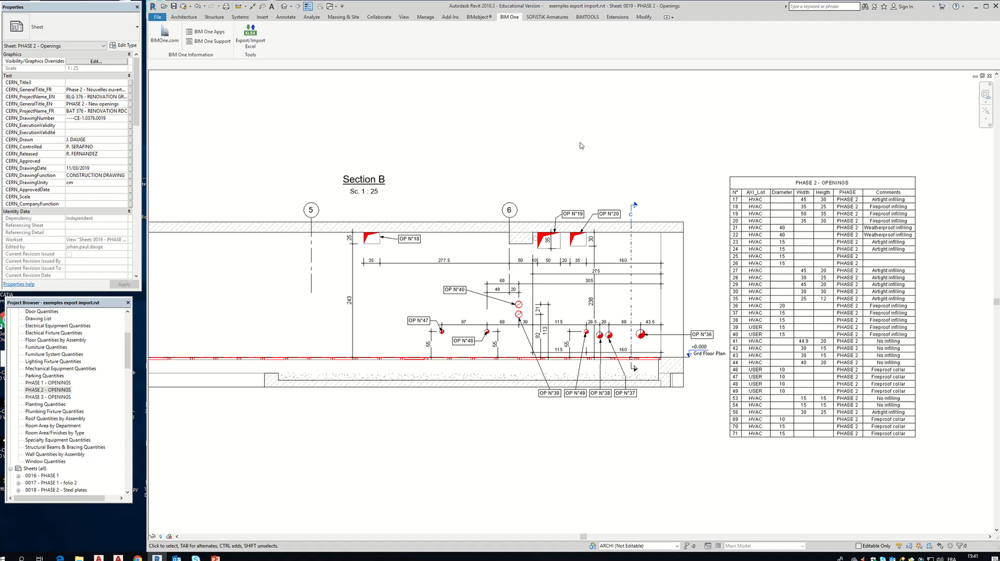 Properties
Sheet
Sheet: PHASE 2 - Openings
Edit Type
Graphics
Visibility/Graphics Overrides Edit...
Scale 1 : 25
Text
CERN_Title3
CERN_GeneralTitle_FR Phase 2 - Nouvelles ouvert...
CERN_ProjectName_EN BLG 376 - RENOVATION GR...
CERN_GeneralTitle_EN PHASE 2 - New openings
CERN_ProjectName_FR BAT 376 - RENOVATION RDC
CERN_DrawingNumber ----CE-1.0376.0019
CERN_ExecutionValidity
CERN_ExecutionValidité
CERN_Drawn J. DAUGE
CERN_Controlled P. SERAFINO
CERN_Released R. FERNANDEZ
CERN_Approved
CERN_DrawingDate 11/03/2019
CERN_DrawingFunction CONSTRUCTION DRAWING
CERN_DrawingUnity cm
CERN_ApprovedDate
CERN_Scale
CERN_CompanyFunction
Identity Data
Dependency Independent
Referencing Sheet
Referencing Detail
Workset View "Sheet: 0019 - PHASE ...
Edited by johan.paul.dauge
Current Revision Issued
Current Revision Issued By
Current Revision Issued To
Current Revision Date
Properties help Apply
CATIA
Project Browser - exemples export import.rvt
Door Quantities
Drawing List
Electrical Equipment Quantities
Electrical Fixture Quantities
Floor Quantities by Assembly
Furniture Quantities
Furniture System Quantities
Lighting Fixture Quantities
Mechanical Equipment Quantities
Parking Quantities
PHASE 1 - OPENINGS
PHASE 2 - OPENINGS
PHASE 3 - OPENINGS
Planting Quantities
Plumbing Fixture Quantities
Roof Quantities by Assembly
Room Area by Department
Room Area/Finishes by Type
Specialty Equipment Quantities
Structural Beams & Bracing Quantities
Wall Quantities by Assembly
Window Quantities
Sheets (all)
0016 - PHASE 1
0017 - PHASE 1 - folio 2
0018 - PHASE 2 - Steel plates
Autodesk Revit 2018.3 - Educational Version - exemples export import.rvt - Sheet: 0019 - PHASE 2 - Openings
Type a keyword or phrase
Sign In
File Architecture Structure Systems Insert Annotate Analyze Massing & Site Collaborate View Manage Add-Ins BIMobject® BIM One SOFiSTiK Armatures BiMTOOLS Extensions Modify
BIMOne.com
BIM One Apps
BIM One Support
BIM One Information
XLSX
Export/Import
Excel
Tools
Section B
Sc. 1 : 25
5
6
C
OP N°19
OP N°20
OP N°18
25
35
30
35 277.5 50 10 50 20 35 160
275
68 305
48 20
OP N°40
243
238
21
OP N°47
97 68 30 115 28.5 20 68 43.5
113
92
OP N°48
OP N°36
55
55
55
115 160
+0.000
Grd Floor Plan
OP N°39
OP N°49
OP N°38
OP N°37
PHASE 2 - OPENINGS
N° AXI_Lot Diameter Width Heigth PHASE Comments
17 HVAC 45 30 PHASE 2 Airtight infilling
18 HVAC 35 25 PHASE 2 Fireproof infilling
19 HVAC 50 35 PHASE 2 Fireproof infilling
20 HVAC 35 30 PHASE 2 Fireproof infilling
21 HVAC 40 PHASE 2 Weatherproof infilling
22 HVAC 40 PHASE 2 Weatherproof infilling
23 HVAC 15 PHASE 2 Airtight infilling
24 HVAC 15 PHASE 2 Airtight infilling
25 HVAC 15 PHASE 2
26 HVAC 15 PHASE 2
27 HVAC 45 20 PHASE 2 Airtight infilling
28 HVAC 30 25 PHASE 2 Airtight infilling
29 HVAC 45 20 PHASE 2 Airtight infilling
30 HVAC 30 30 PHASE 2 Airtight infilling
35 HVAC 25 12 PHASE 2 Airtight infilling
36 HVAC 20 PHASE 2 Fireproof infilling
37 HVAC 15 PHASE 2 Fireproof infilling
38 HVAC 15 PHASE 2 Fireproof infilling
39 USER 15 PHASE 2 Fireproof infilling
40 USER 15 PHASE 2 Fireproof infilling
41 HVAC 44.9 20 PHASE 2 No infilling
42 HVAC 30 15 PHASE 2 No infilling
43 HVAC 30 15 PHASE 2 No infilling
44 HVAC 40 20 PHASE 2 No infilling
46 USER 10 PHASE 2 Fireproof collar
47 USER 10 PHASE 2 Fireproof collar
48 USER 10 PHASE 2 Fireproof collar
49 USER 10 PHASE 2 Fireproof collar
53 HVAC 15 15 PHASE 2 No infilling
54 HVAC 15 15 PHASE 2 No infilling
56 HVAC 30 25 PHASE 2 Airtight infilling
69 HVAC 10 PHASE 2 Fireproof collar
70 HVAC 15 PHASE 2 Fireproof collar
71 HVAC 15 PHASE 2 Fireproof collar
Click to select, TAB for alternates, CTRL adds, SHIFT unselects.
ARCHI (Not Editable)
:0
Main Model
Editable Only
:0
FRA
15:41